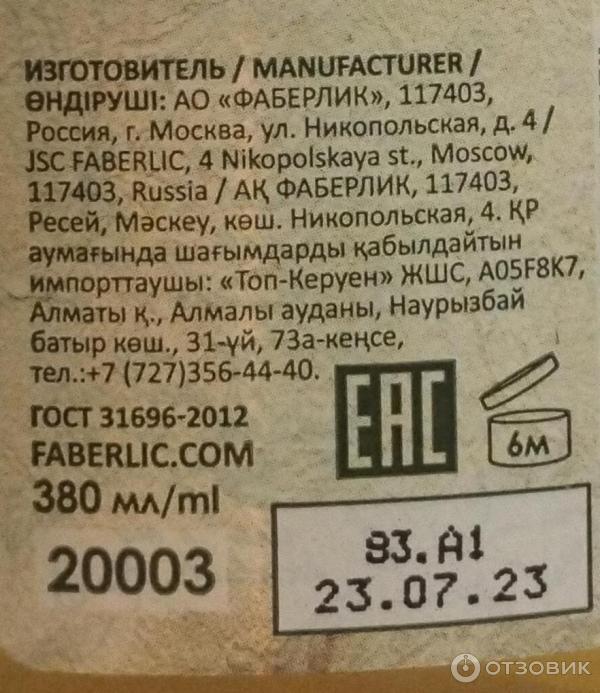 ИЗГОТОВИТЕЛЬ / MANUFACTURER /
ӨНДІРУШІ: АО «ФАБЕРЛИК», 117403,
Россия, г. Москва, ул. Никопольская, д. 4 /
JSC FABERLIC, 4 Nikopolskaya st., Moscow,
117403, Russia / АҚ ФАБЕРЛИК, 117403,
Ресей, Мәскеу, көш. Никопольская, 4. ҚР
аумағында шағымдарды қабылдайтын
импорттаушы: «Топ-Керуен» ЖШС, A05F8K7,
Алматы қ., Алмалы ауданы, Наурызбай
батыр көш., 31-үй, 73а-кеңсе,
тел.:+7 (727)356-44-40.
ГОСТ 31696-2012
FABERLIC.COM
380 мл/ml
EAC
6М
20003
83.A1
23.07.23
ОТЗОВИК